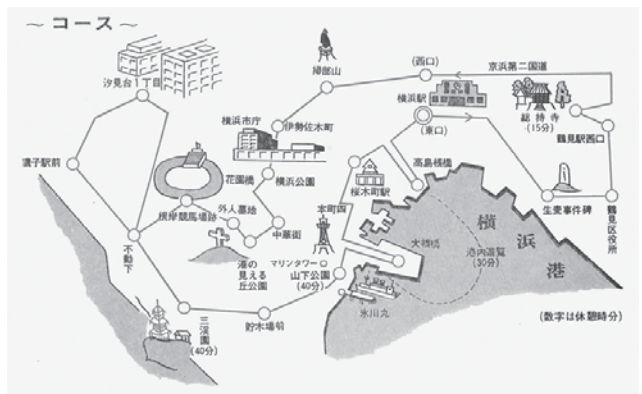 ～コース～
汐見台1丁目
掃部山
(西口)
京浜第二国道
横浜駅
総持寺
(15分)
鶴見駅西口
横浜市庁
伊勢佐木町
(東口)
磯子駅前
花園橋
横浜公園
桜木町駅
高島桟橋
根岸競馬場跡
外人墓地
本町四
生麦事件碑
鶴見区役所
中華街
横浜港
不動下
港の
見える
丘公園
マリンタワー
山下公園
(40分)
大桟橋
港内遊覧
(30分)
氷川丸
三渓園
(40分)
貯木場前
(数字は休憩時分)